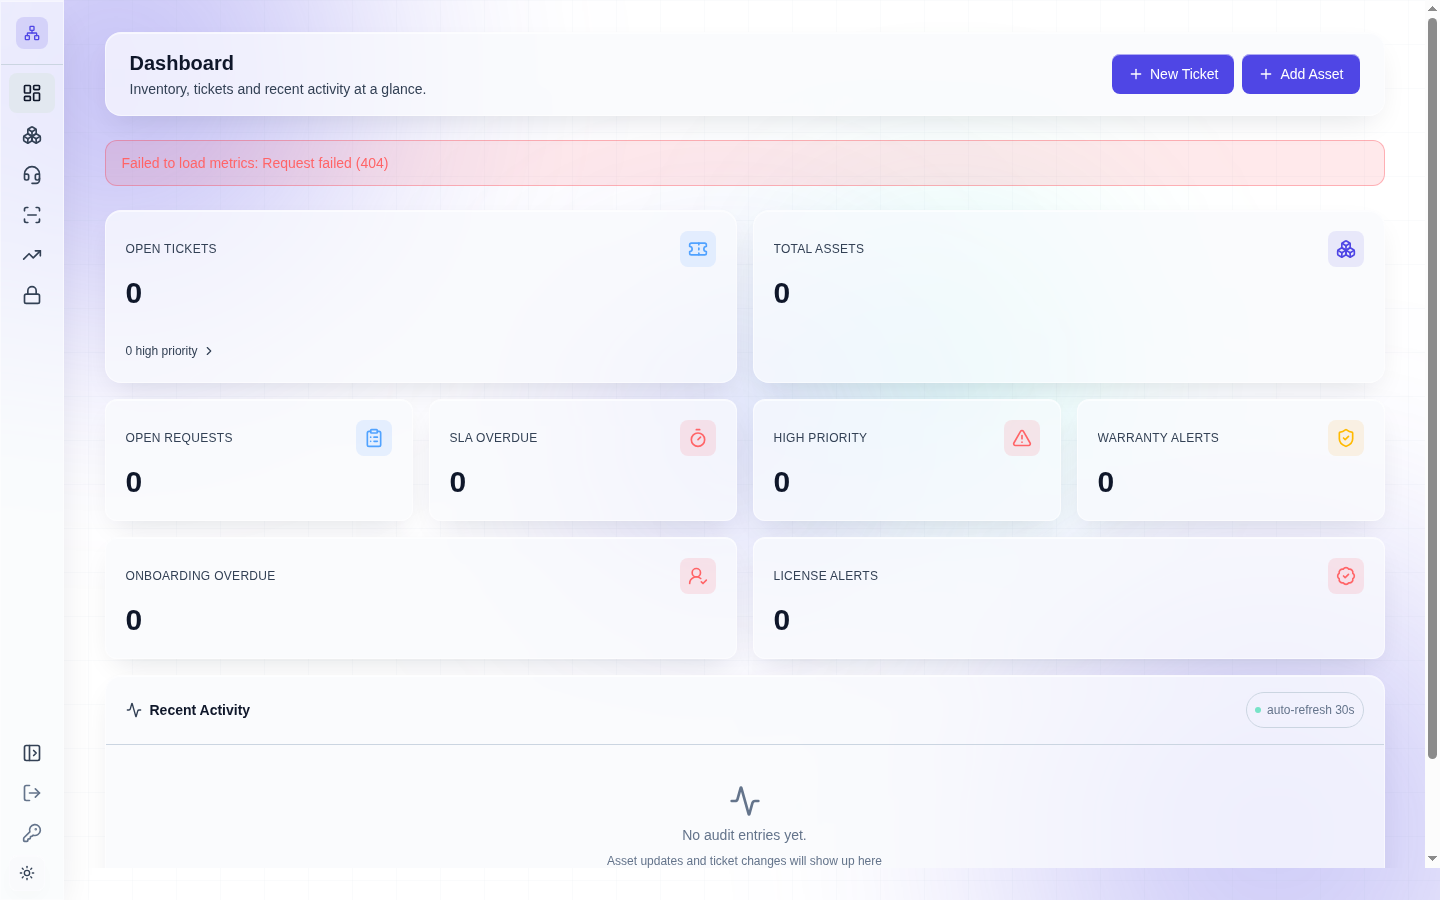 Dashboard
Inventory, tickets and recent activity at a glance.
New Ticket
Add Asset
Failed to load metrics: Request failed (404)
OPEN TICKETS
0
0 high priority
TOTAL ASSETS
0
OPEN REQUESTS
0
SLA OVERDUE
0
HIGH PRIORITY
0
WARRANTY ALERTS
0
ONBOARDING OVERDUE
0
LICENSE ALERTS
0
Recent Activity
auto-refresh 30s
No audit entries yet.
Asset updates and ticket changes will show up here